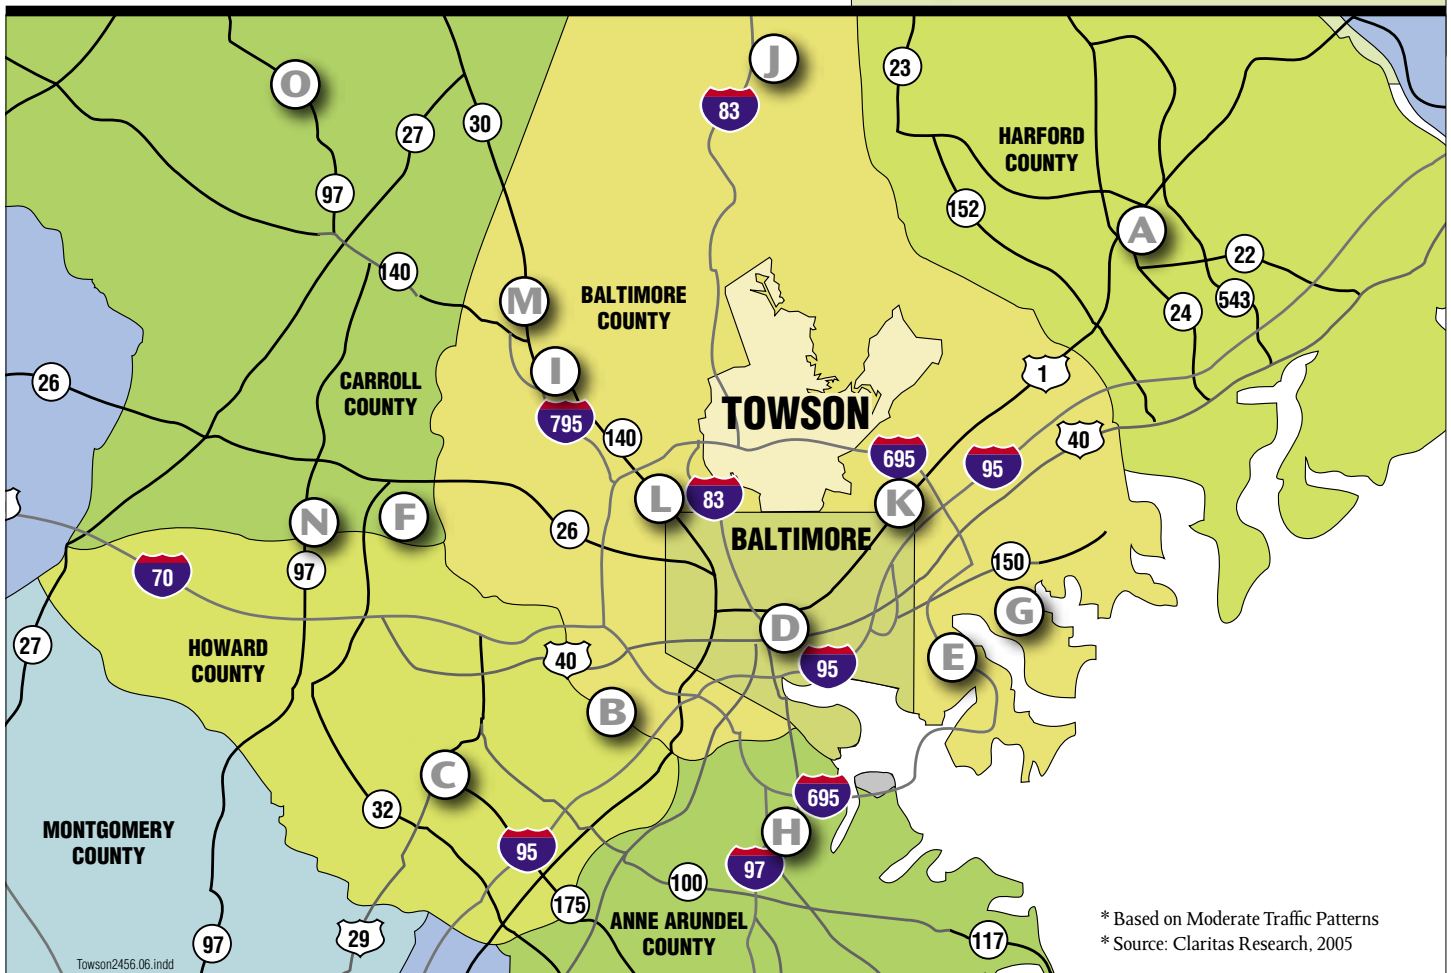 J
O
23
83
27
30
HARFORD
COUNTY
97
152
A
22
140
M
BALTIMORE
COUNTY
543
24
I
1
26
CARROLL
COUNTY
TOWSON
795
140
40
695
95
L
83
K
N
F
26
BALTIMORE
150
97
70
G
D
27
HOWARD
COUNTY
40
95
E
B
C
695
32
H
MONTGOMERY
COUNTY
95
97
100
175
ANNE ARUNDEL
COUNTY
* Based on Moderate Traffic Patterns
* Source: Claritas Research, 2005
29
97
117
Towson2456.06.indd